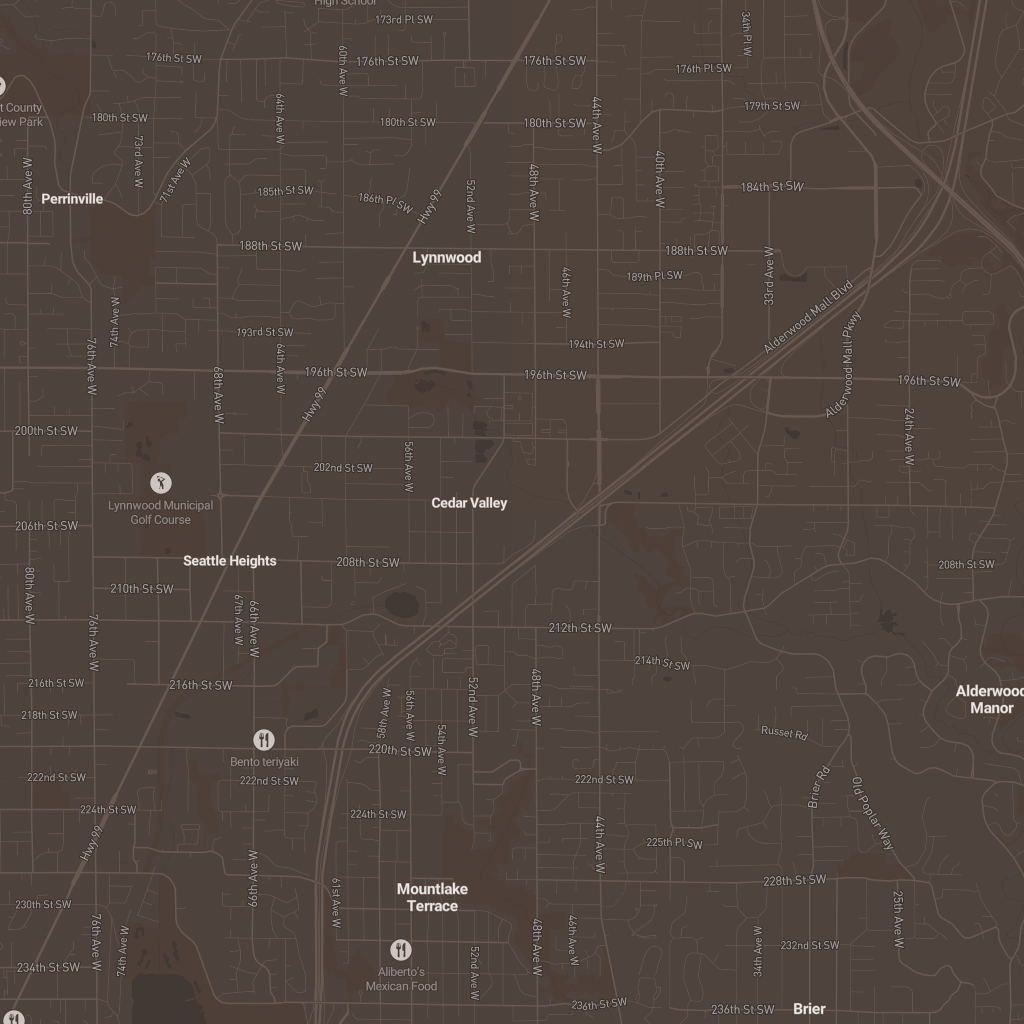 High School
173rd Pl SW
34th Pl W
176th St SW
60th Ave W
176th St SW
176th St SW
176th Pl SW
t County
iew Park
64th Ave W
179th St SW
180th St SW
180th St SW
180th St SW
44th Ave W
73rd Ave W
71st Ave W
80th Ave W
40th Ave W
48th Ave W
52nd Ave W
184th St SW
185th St SW
186th Pl SW
Perrinville
Hwy 99
188th St SW
188th St SW
Lynnwood
33rd Ave W
189th Pl SW
49th Ave W
Alderwood Mall Blvd
74th Ave W
193rd St SW
194th St SW
Alderwood Mall Pkwy
76th Ave W
64th Ave W
196th St SW
196th St SW
196th St SW
68th Ave W
Hwy 99
Alderwood Mall Pkwy
200th St SW
24th Ave W
56th Ave W
202nd St SW
Lynnwood Municipal
Golf Course
Cedar Valley
206th St SW
Seattle Heights
208th St SW
208th St SW
80th Ave W
210th St SW
67th Ave W
66th Ave W
76th Ave W
212th St SW
214th St SW
216th St SW
216th St SW
Alderwood
Manor
58th Ave W
56th Ave W
52nd Ave W
48th Ave W
218th St SW
54th Ave W
Russet Rd
220th St SW
Bento teriyaki
222nd St SW
222nd St SW
222nd St SW
Brier Rd
Old Poplar Way
224th St SW
224th St SW
Hwy 99
44th Ave W
225th Pl SW
66th Ave W
228th St SW
61st Ave W
Mountlake
Terrace
230th St SW
25th Ave W
76th Ave W
74th Ave W
48th Ave W
46th Ave W
34th Ave W
232nd St SW
52nd Ave W
234th St SW
Aliberto's
Mexican Food
236th St SW
236th St SW
Brier